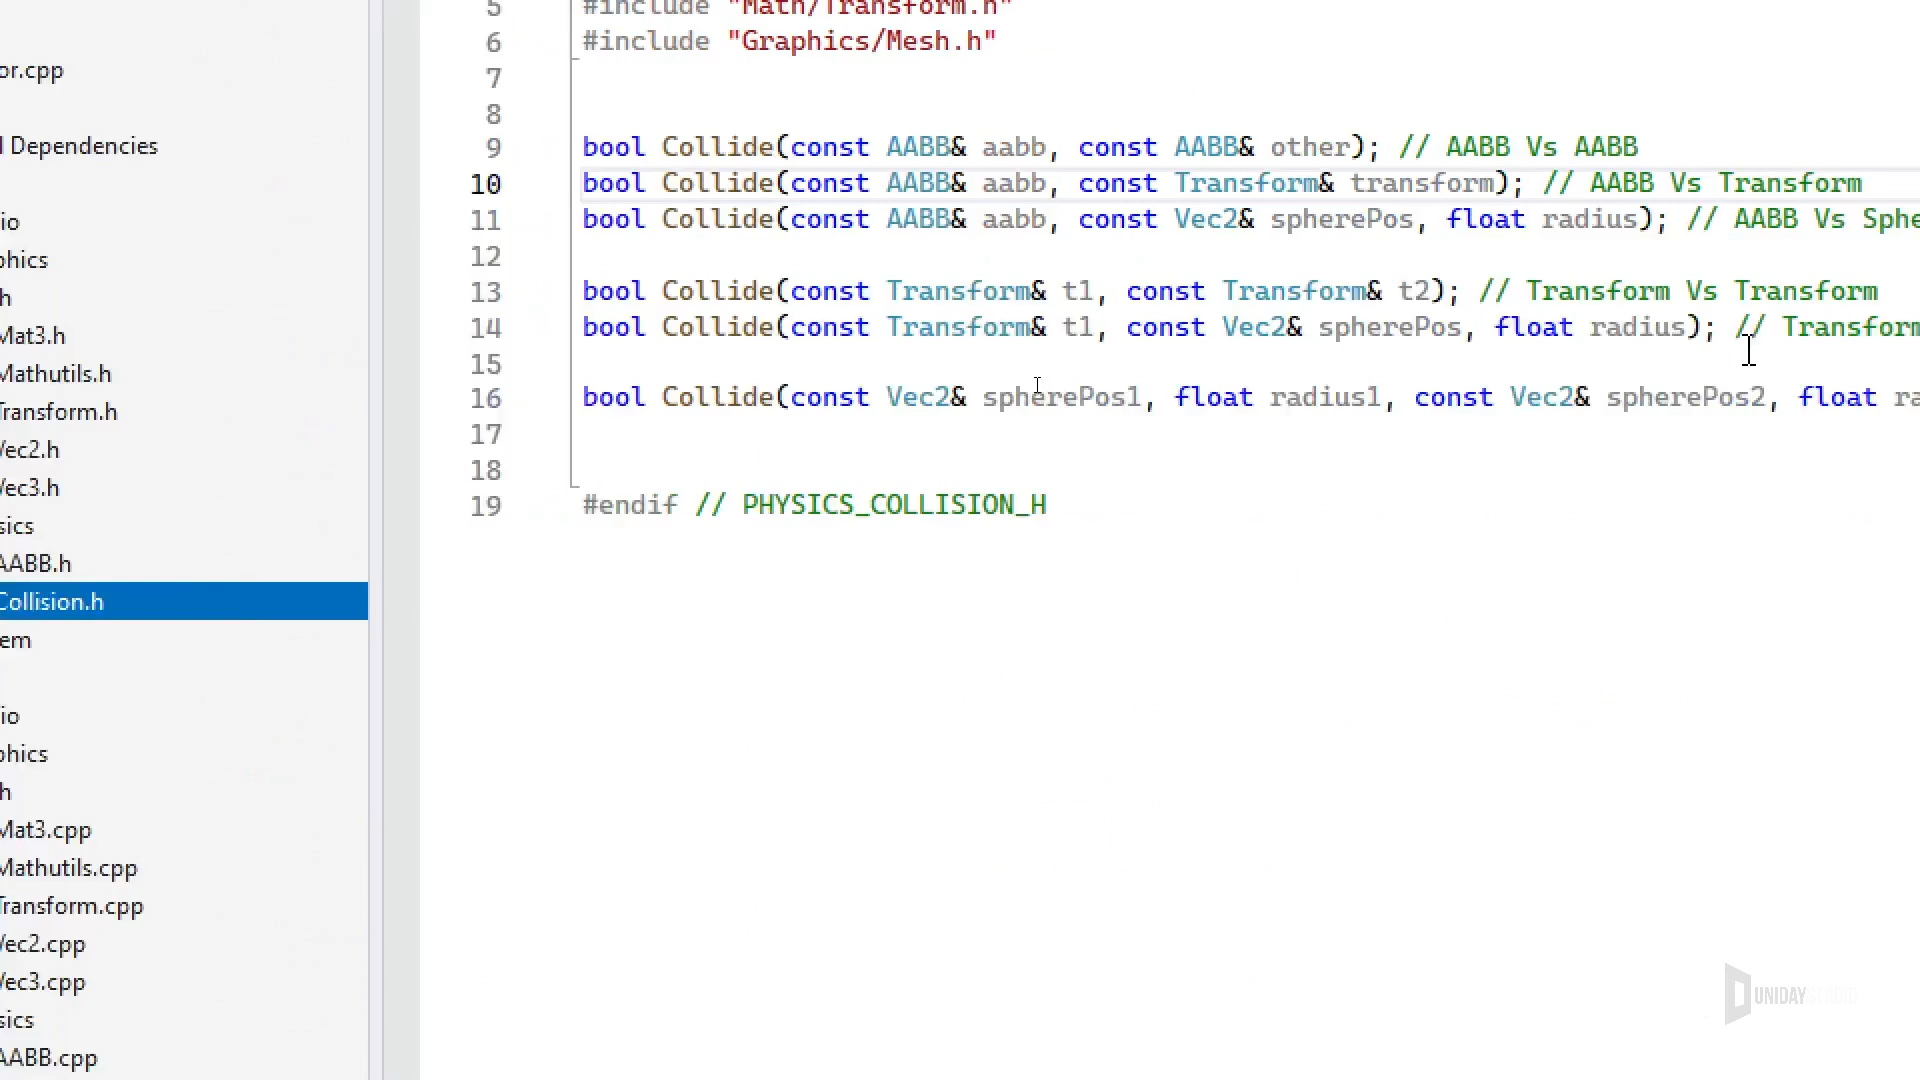 or.cpp
l Dependencies
io
phics
h
Mat3.h
Mathutils.h
Transform.h
Vec2.h
Vec3.h
sics
AABB.h
Collision.h
em
io
phics
h
Mat3.cpp
Mathutils.cpp
Transform.cpp
Vec2.cpp
Vec3.cpp
sics
AABB.cpp
5 #include "Math/Transform.h"
6 #include "Graphics/Mesh.h"
7
8
9 bool Collide(const AABB& aabb, const AABB& other); // AABB Vs AABB
10 bool Collide(const AABB& aabb, const Transform& transform); // AABB Vs Transform
11 bool Collide(const AABB& aabb, const Vec2& spherePos, float radius); // AABB Vs Sphe
12
13 bool Collide(const Transform& t1, const Transform& t2); // Transform Vs Transform
14 bool Collide(const Transform& t1, const Vec2& spherePos, float radius); // Transform
15
16 bool Collide(const Vec2& spherePos1, float radius1, const Vec2& spherePos2, float ra
17
18
19 #endif // PHYSICS_COLLISION_H
UNIDAY STUDIO